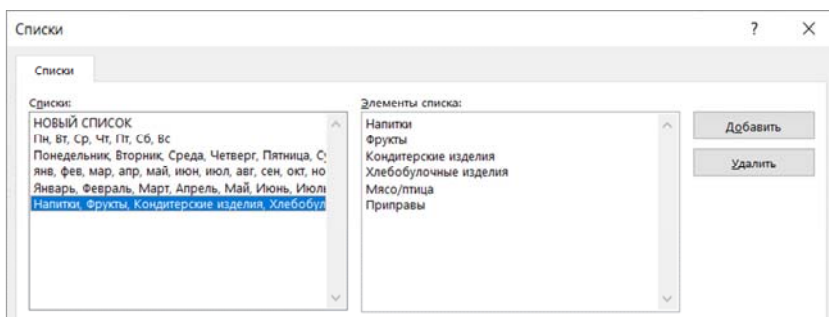 Списки
?
Списки
Списки:
НОВЫЙ СПИСОК
Пн, Вт, Ср, Чт, Пт, Сб, Вс
Понедельник, Вторник, Среда, Четверг, Пятница, Су
янв, фев, мар, апр, май, июн, июл, авг, сен, окт, но
Январь, Февраль, Март, Апрель, Май, Июнь, Июль
Напитки, Фрукты, Кондитерские изделия, Хлебобул
Элементы списка:
Напитки
Фрукты
Кондитерские изделия
Хлебобулочные изделия
Мясо/птица
Приправы
Добавить
Удалить